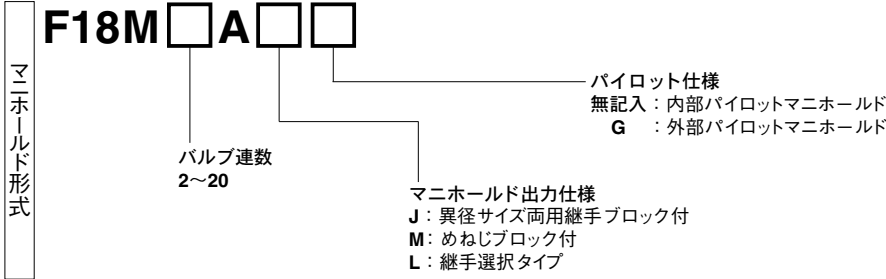 マニホールド形式
F18M□A□□
パイロット仕様
無記入：内部パイロットマニホールド
G ：外部パイロットマニホールド
バルブ連数
2〜20
マニホールド出力仕様
J：異径サイズ両用継手ブロック付
M：めねじブロック付
L：継手選択タイプ